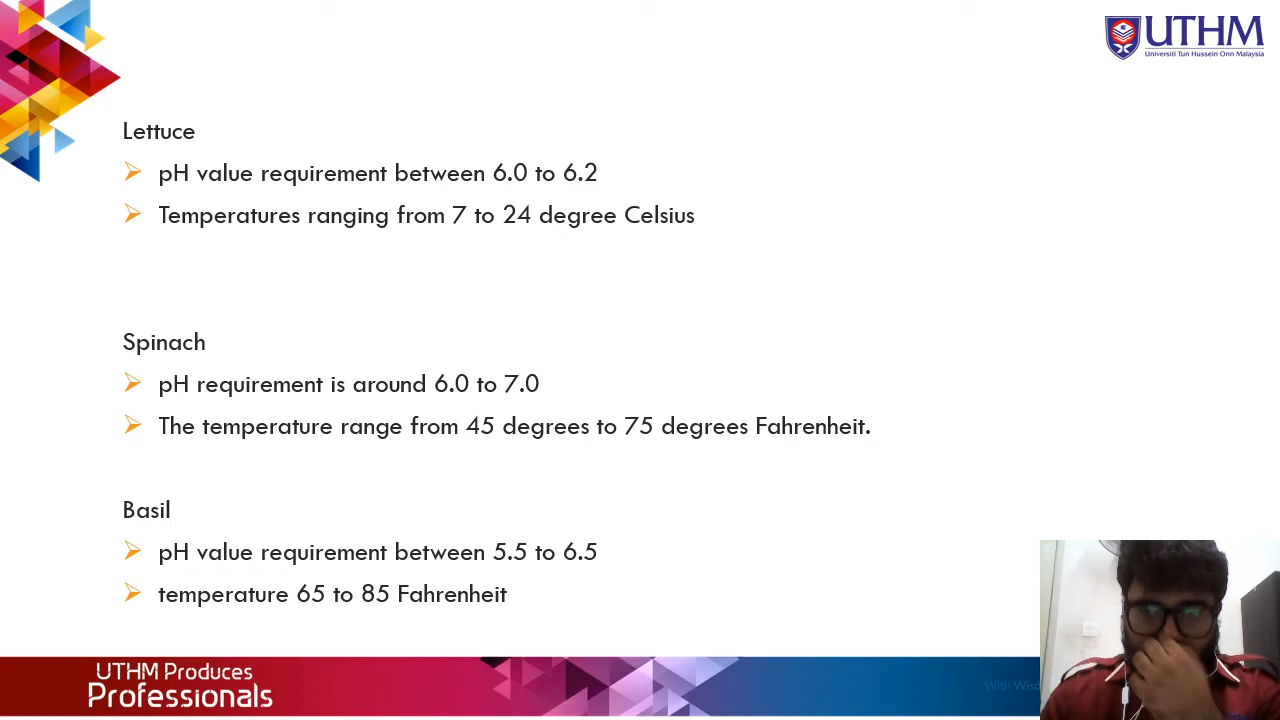 UTHM
Universiti Tun Hussein Onn Malaysia
Lettuce
pH value requirement between 6.0 to 6.2
Temperatures ranging from 7 to 24 degree Celsius
Spinach
pH requirement is around 6.0 to 7.0
The temperature range from 45 degrees to 75 degrees Fahrenheit.
Basil
pH value requirement between 5.5 to 6.5
temperature 65 to 85 Fahrenheit
UTHM Produces
Professionals
With